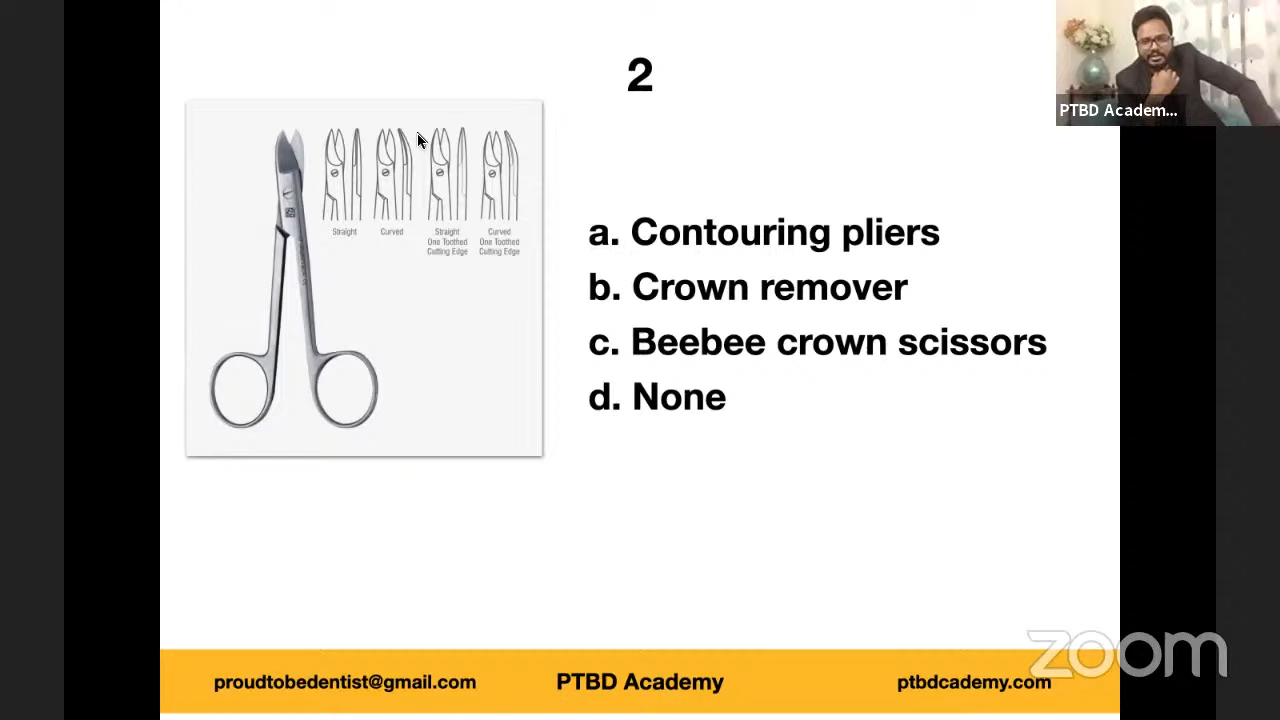 2
PTBD Academ...
Straight
Curved
Straight
One Toothed
Cutting Edge
Curved
One Toothed
Cutting Edge
a. Contouring pliers
b. Crown remover
c. Beebee crown scissors
d. None
zoom
proudtobedentist@gmail.com
PTBD Academy
ptbdcademy.com